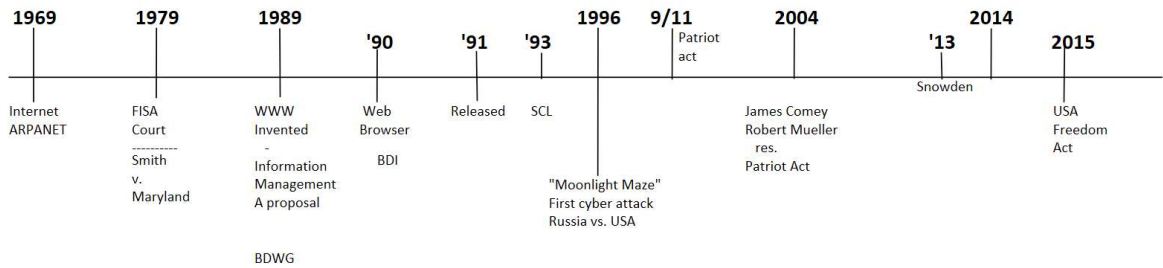 1969
1979
1989
'90
'91
'93
1996
9/11
Patriot
act
2004
'13
2014
2015
Internet
ARPANET
FISA
Court
----------
Smith
v.
Maryland
WWW
Invented
-
Information
Management
A proposal
BDWG
Web
Browser
BDI
Released
SCL
"Moonlight Maze"
First cyber attack
Russia vs. USA
James Comey
Robert Mueller
res.
Patriot Act
Snowden
USA
Freedom
Act